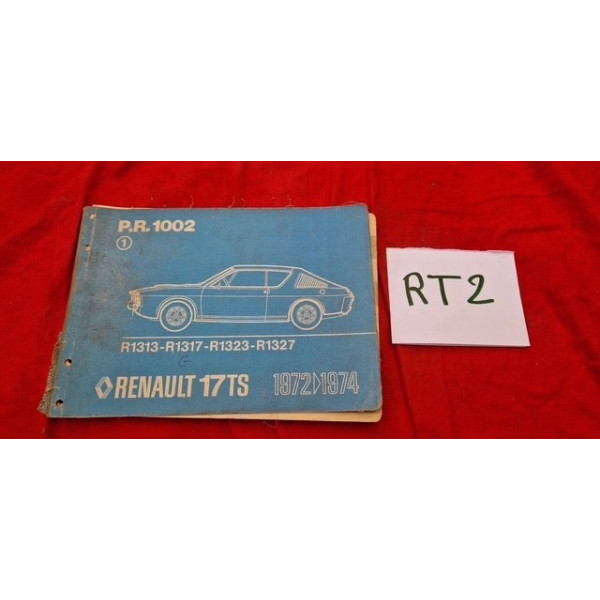 P.R. 1002
1
R1313-R1317-R1323-R1327
G
RENAULT 17TS 1972▷1974
RT2